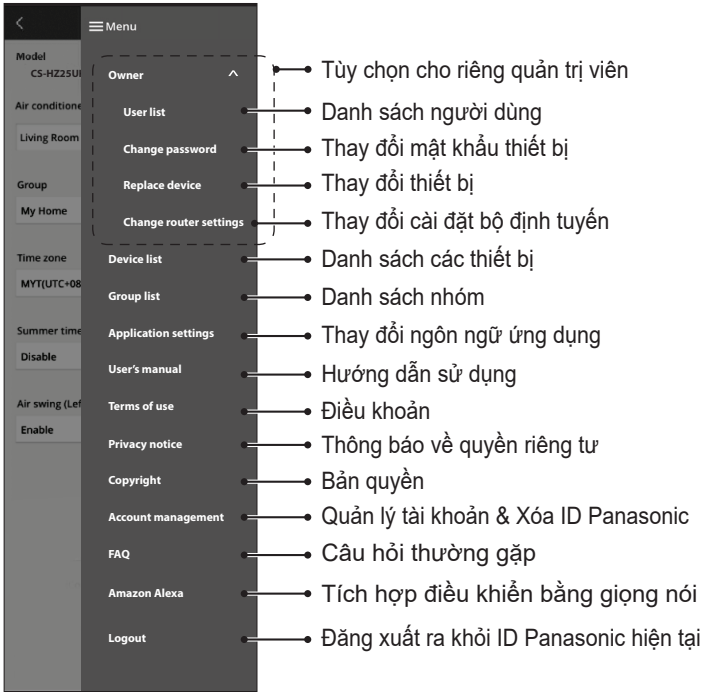 Menu
Model
CS-HZ25U
Air conditione
Living Room
Group
My Home
Time zone
MYT(UTC+08
Summer time
Disable
Air swing (Lef
Enable
Owner
Tùy chọn cho riêng quản trị viên
User list
Danh sách người dùng
Change password
Thay đổi mật khẩu thiết bị
Replace device
Thay đổi thiết bị
Change router settings
Thay đổi cài đặt bộ định tuyến
Device list
Danh sách các thiết bị
Group list
Danh sách nhóm
Application settings
Thay đổi ngôn ngữ ứng dụng
User's manual
Hướng dẫn sử dụng
Terms of use
Điều khoản
Privacy notice
Thông báo về quyền riêng tư
Copyright
Bản quyền
Account management
Quản lý tài khoản & Xóa ID Panasonic
FAQ
Câu hỏi thường gặp
Amazon Alexa
Tích hợp điều khiển bằng giọng nói
Logout
Đăng xuất ra khỏi ID Panasonic hiện tại